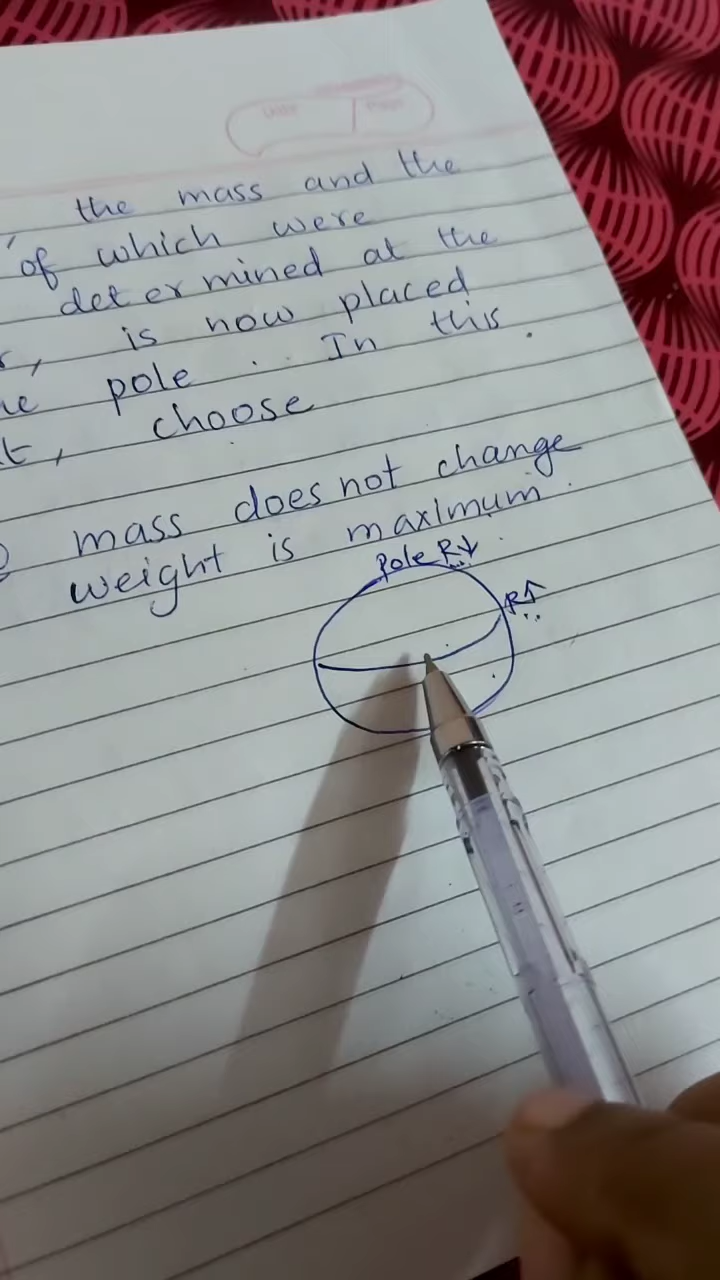 the mass and the
of which were
determined at the
is now placed
pole. In this
choose
mass does not change
weight is maximum.
Pole R↓
R↑